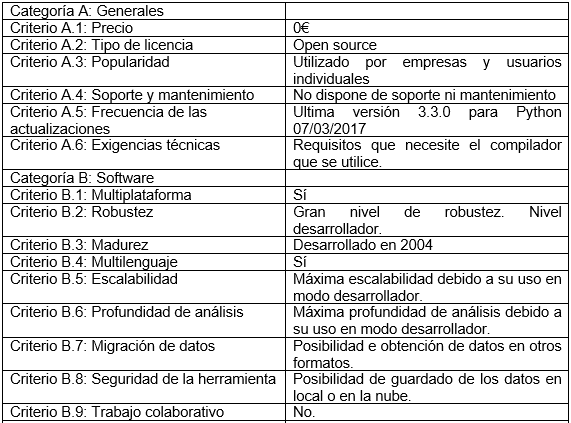 Categoría A: Generales
Criterio A.1: Precio 0€
Criterio A.2: Tipo de licencia Open source
Criterio A.3: Popularidad Utilizado por empresas y usuarios
individuales
Criterio A.4: Soporte y mantenimiento No dispone de soporte ni mantenimiento
Criterio A.5: Frecuencia de las Ultima versión 3.3.0 para Python
actualizaciones 07/03/2017
Criterio A.6: Exigencias técnicas Requisitos que necesite el compilador
que se utilice.
Categoría B: Software
Criterio B.1: Multiplataforma Sí
Criterio B.2: Robustez Gran nivel de robustez. Nivel
desarrollador.
Criterio B.3: Madurez Desarrollado en 2004
Criterio B.4: Multilenguaje Sí
Criterio B.5: Escalabilidad Máxima escalabilidad debido a su uso en
modo desarrollador.
Criterio B.6: Profundidad de análisis Máxima profundidad de análisis debido a
su uso en modo desarrollador.
Criterio B.7: Migración de datos Posibilidad e obtención de datos en otros
formatos.
Criterio B.8: Seguridad de la herramienta Posibilidad de guardado de los datos en
local o en la nube.
Criterio B.9: Trabajo colaborativo No.